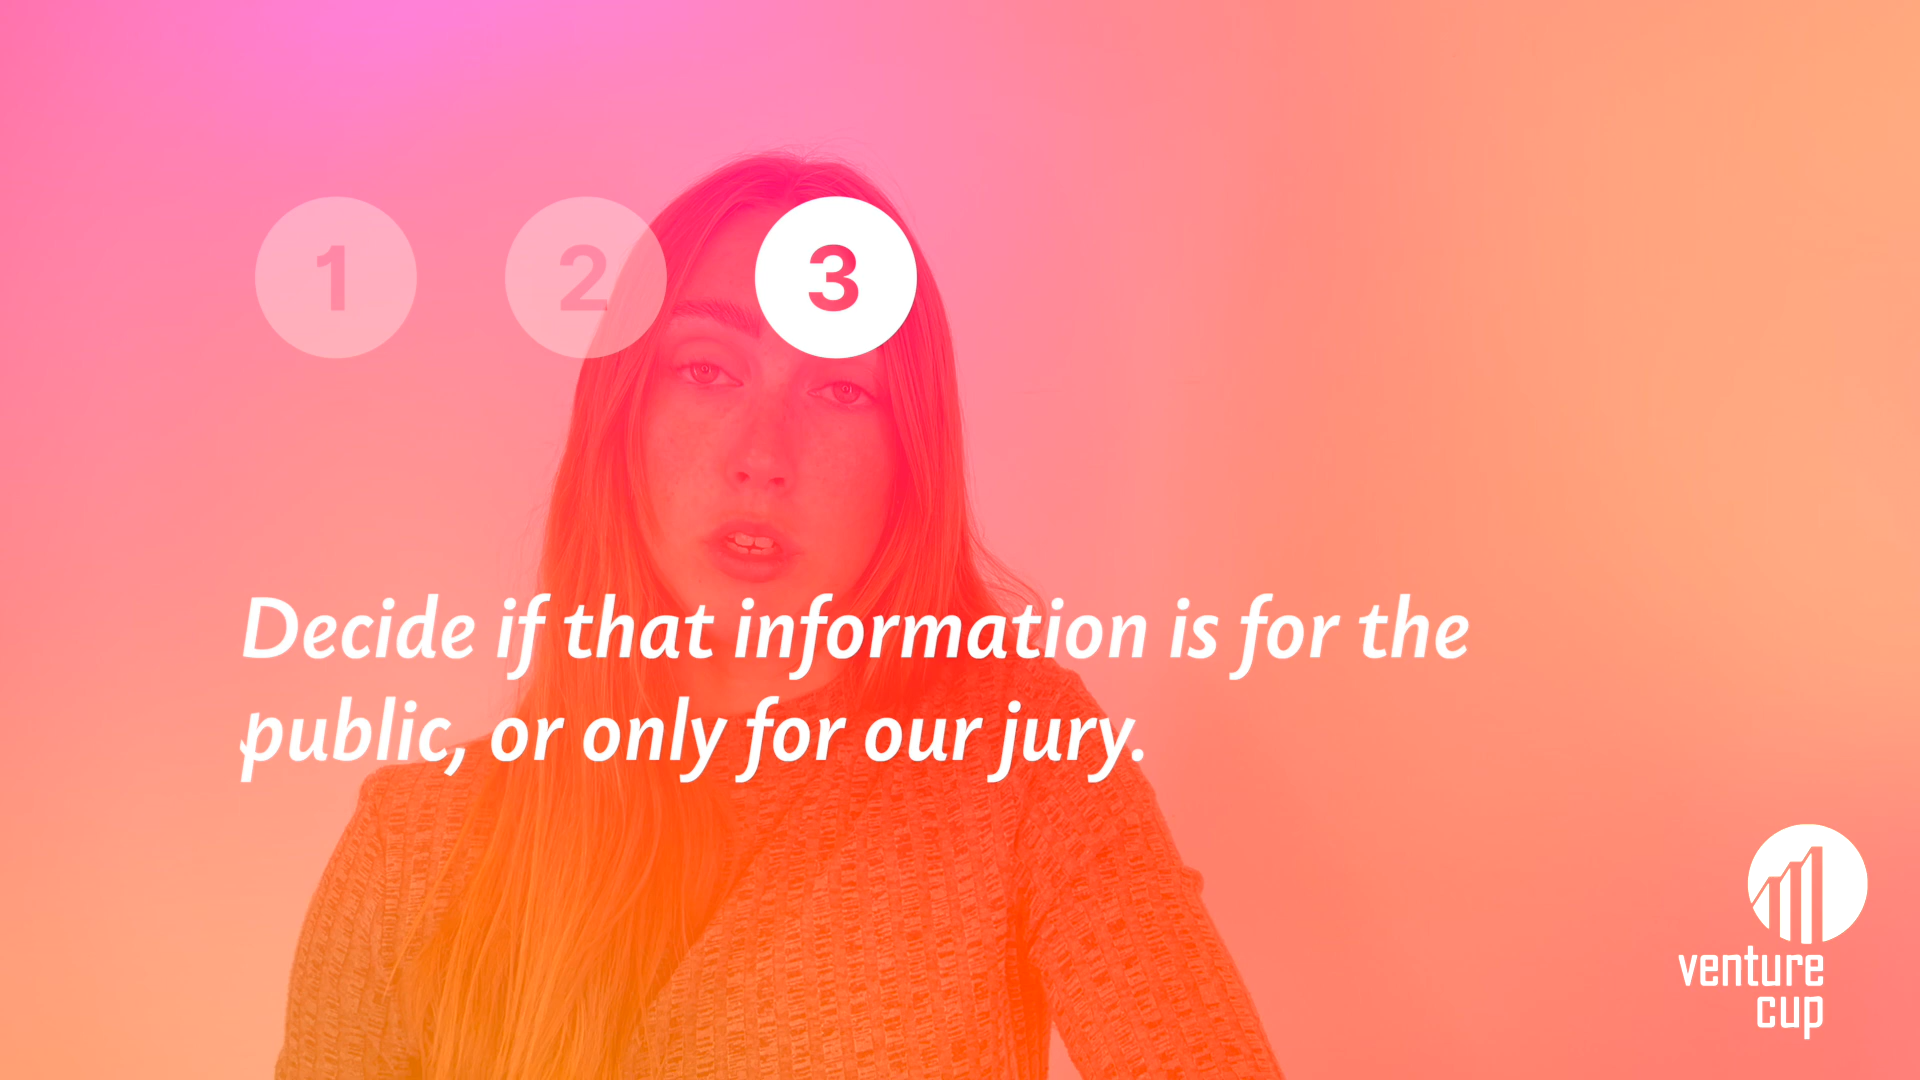 1 2 3
Decide if that information is for the
public, or only for our jury.
venture
cup